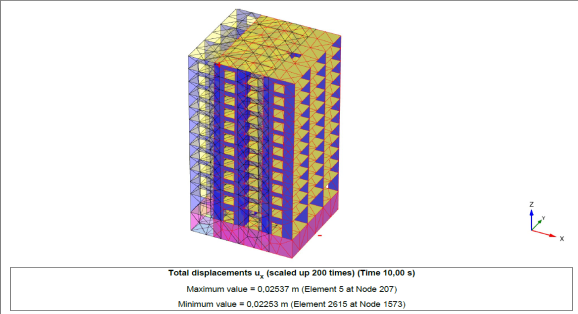 Z
Y
X
Total displacements ux (scaled up 200 times) (Time 10,00 s)
Maximum value = 0,02537 m (Element 5 at Node 207)
Minimum value = 0,02253 m (Element 2615 at Node 1573)